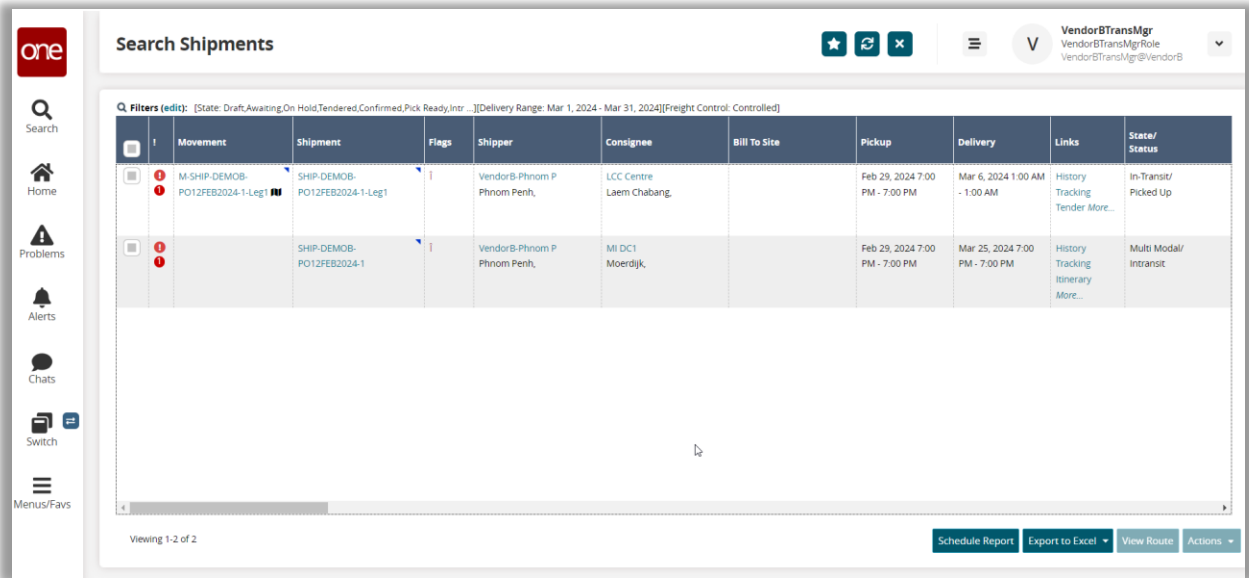 one
Search Shipments
V
VendorBTransMgr
VendorBTransMgrRole
VendorBTransMgr@VendorB
Search
Home
Problems
Alerts
Chats
Switch
Menus/Favs
Filters (edit): [State: Draft,Awaiting,On Hold,Tendered,Confirmed,Pick Ready,Intr ...][Delivery Range: Mar 1, 2024 - Mar 31, 2024][Freight Control: Controlled]
! Movement Shipment Flags Shipper Consignee Bill To Site Pickup Delivery Links State/
Status
M-SHIP-DEMOB- SHIP-DEMOB- I VendorB-Phnom P LCC Centre Feb 29, 2024 7:00 Mar 6, 2024 1:00 AM History In-Transit/
1 PO12FEB2024-1-Leg1 PO12FEB2024-1-Leg1 Phnom Penh, Laem Chabang, PM - 7:00 PM - 1:00 AM Tracking Picked Up
Tender More...
SHIP-DEMOB- I VendorB-Phnom P MI DC1 Feb 29, 2024 7:00 Mar 25, 2024 7:00 History Multi Modal/
1 PO12FEB2024-1 Phnom Penh, Moerdijk, PM - 7:00 PM PM - 7:00 PM Tracking Intransit
Itinerary
More...
Viewing 1-2 of 2
Schedule Report Export to Excel View Route Actions